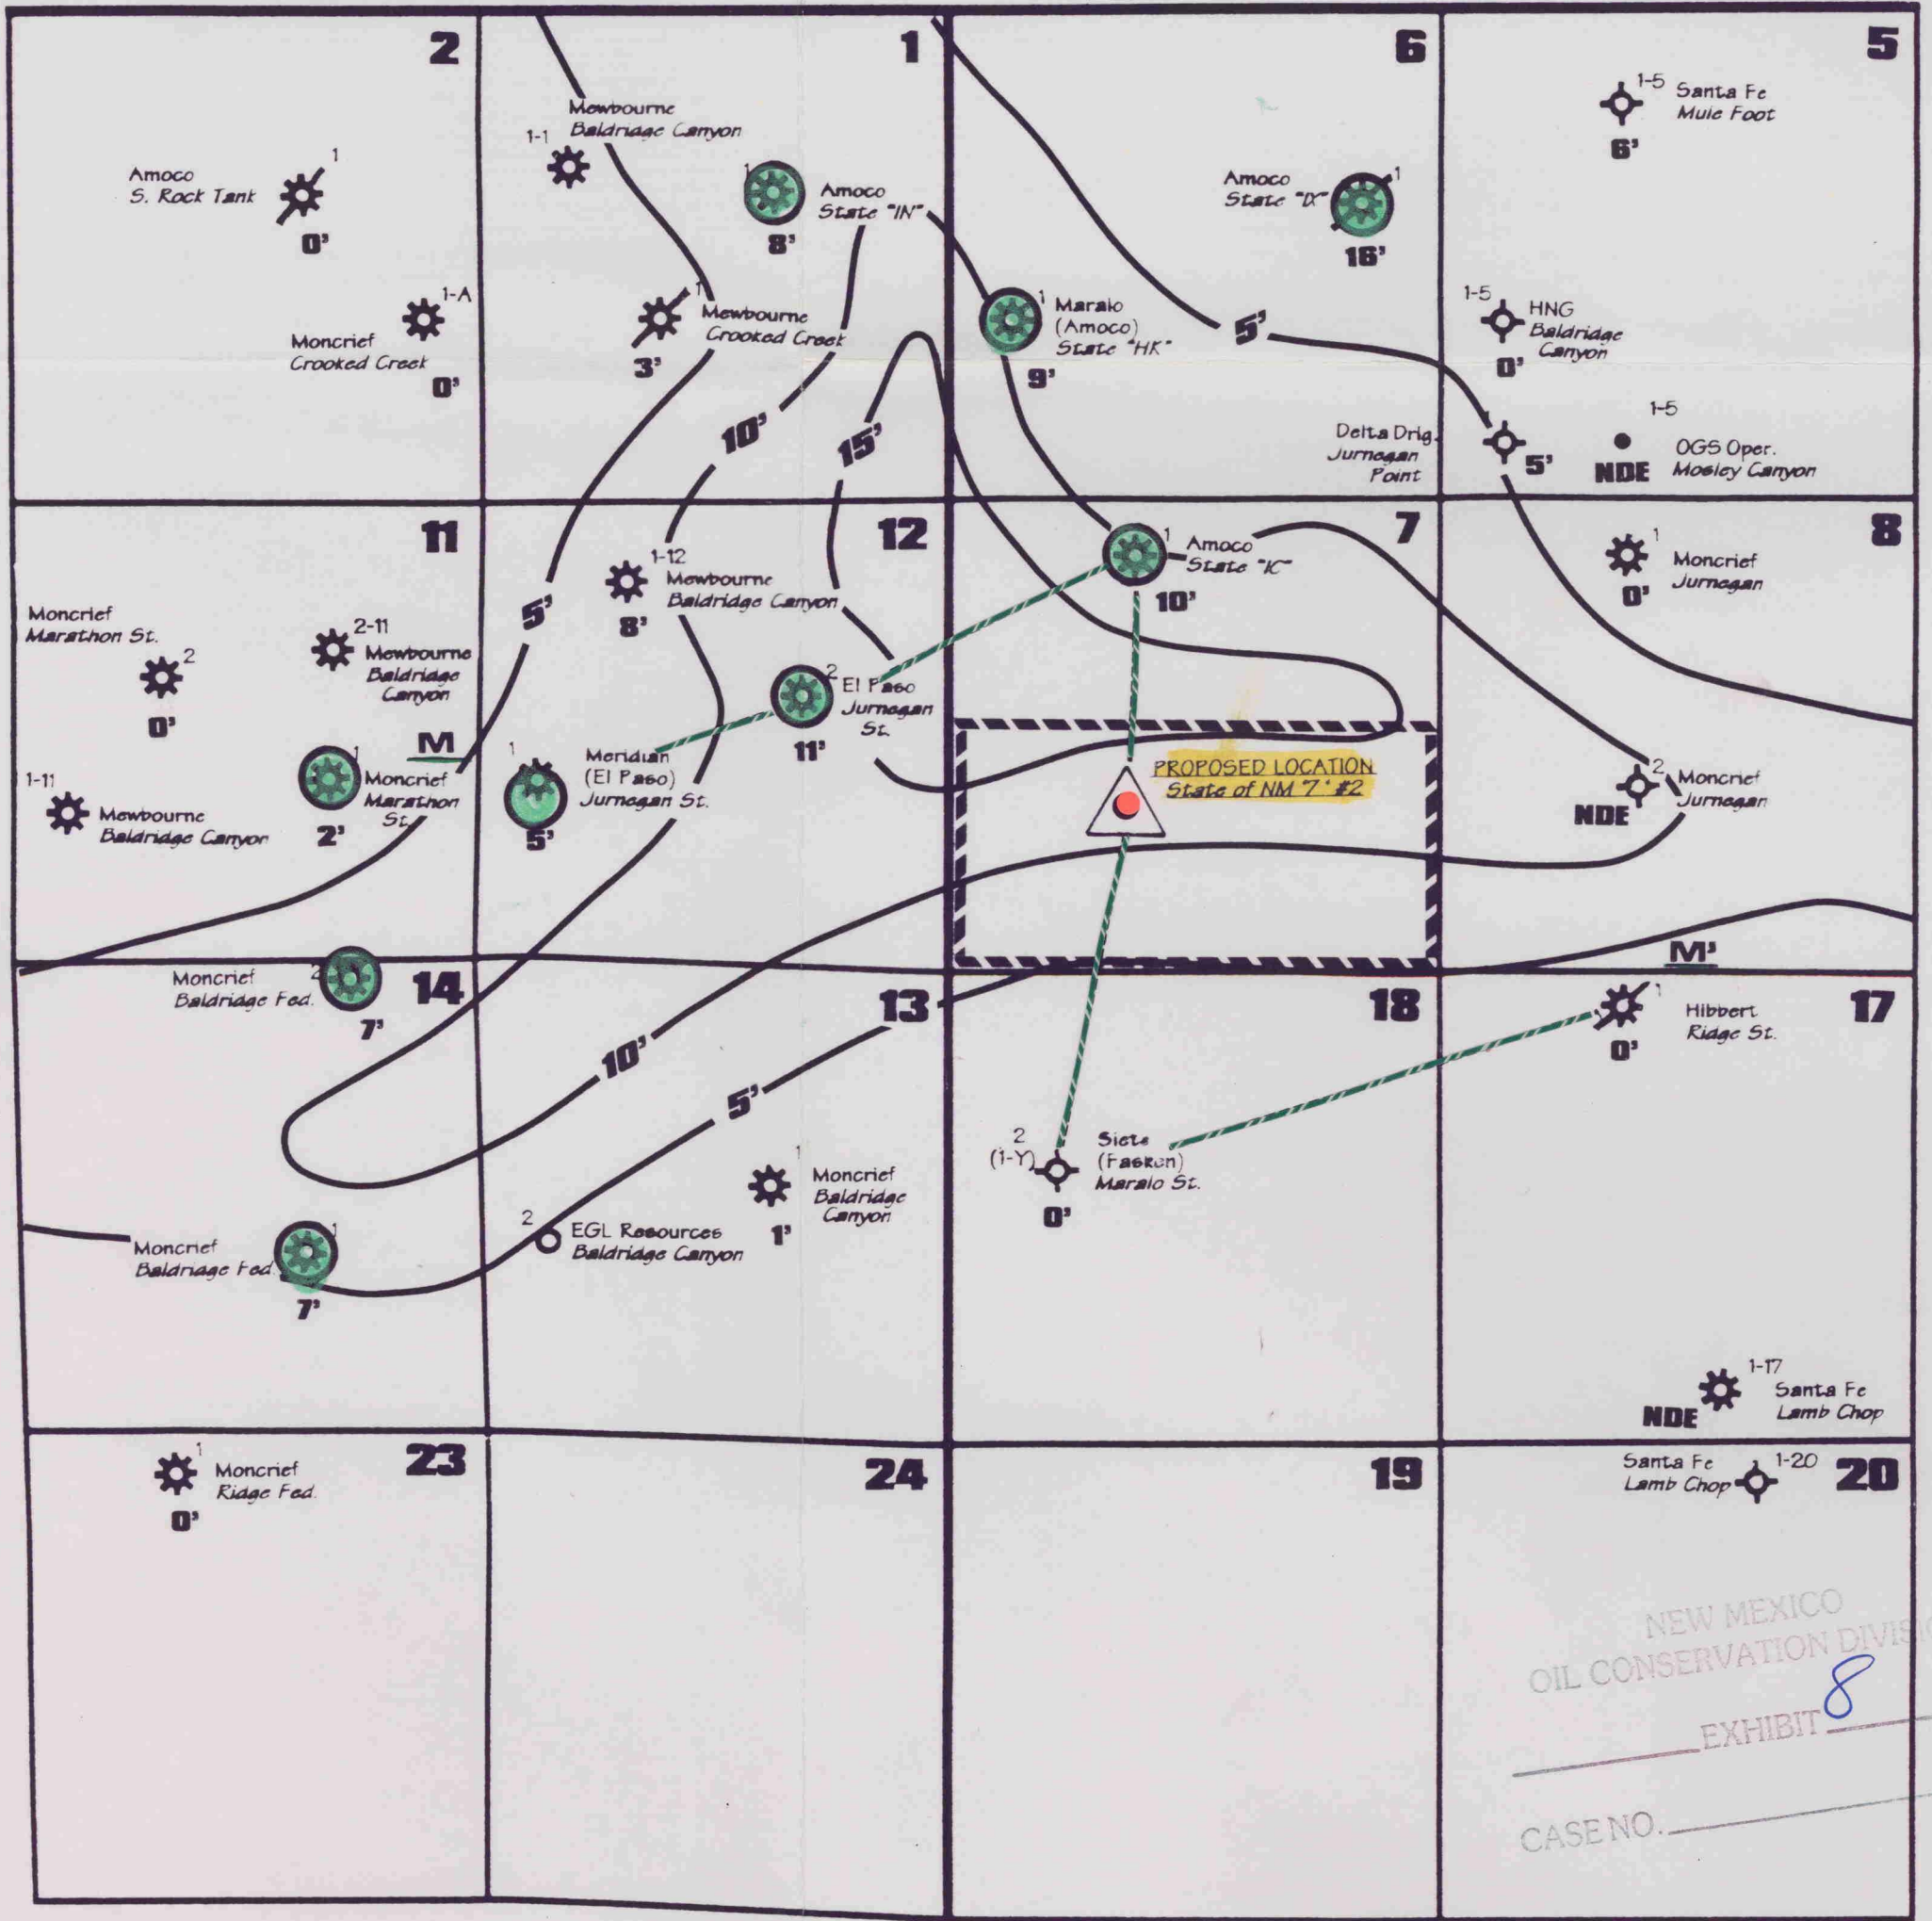 2
1
6
5
Amoco
S. Rock Tank
1
0'
1-A
Moncrief
Crooked Creek
0'
Mewbourne
1-1 Baldridge Canyon
1
Amoco
State "IN"
8'
1
Mewbourne
Crooked Creek
3'
10'
15'
1
Maralo
(Amoco)
State "HK"
9'
Amoco
State "IX"
1
16'
5'
1-5 Santa Fe
Mule Foot
6'
1-5
HNG
Baldridge
Canyon
0'
Delta Drlg.
Jurnegan
Point
1
5'
1-5
OGS Oper.
Mosley Canyon
NDE
11
12
7
8
Moncrief
Marathon St.
2
0'
2-11
Mewbourne
Baldridge
Canyon
M
1-11
Mewbourne
Baldridge Canyon
1
Moncrief
Marathon
St.
2'
5'
1-12
Mewbourne
Baldridge Canyon
8'
2
El Paso
Jurnegan
St.
11'
1
Meridian
(El Paso)
Jurnegan St.
5'
1
Amoco
State "IC"
10'
PROPOSED LOCATION
State of NM "7" #2
1
Moncrief
Jurnegan
0'
2
Moncrief
Jurnegan
NDE
M'
14
13
18
17
Moncrief
Baldridge Fed.
2
7'
10'
5'
Moncrief
Baldridge Fed.
1
7'
2
EGL Resources
Baldridge Canyon
1
Moncrief
Baldridge
Canyon
1'
2
(1-Y)
Siete
(Fasken)
Maralo St.
0'
1
Hibbert
Ridge St.
0'
1-17
Santa Fe
Lamb Chop
NDE
23
24
19
20
1
Moncrief
Ridge Fed.
0'
Santa Fe
Lamb Chop
1-20
NEW MEXICO
OIL CONSERVATION
EXHIBIT 8
CASE NO.